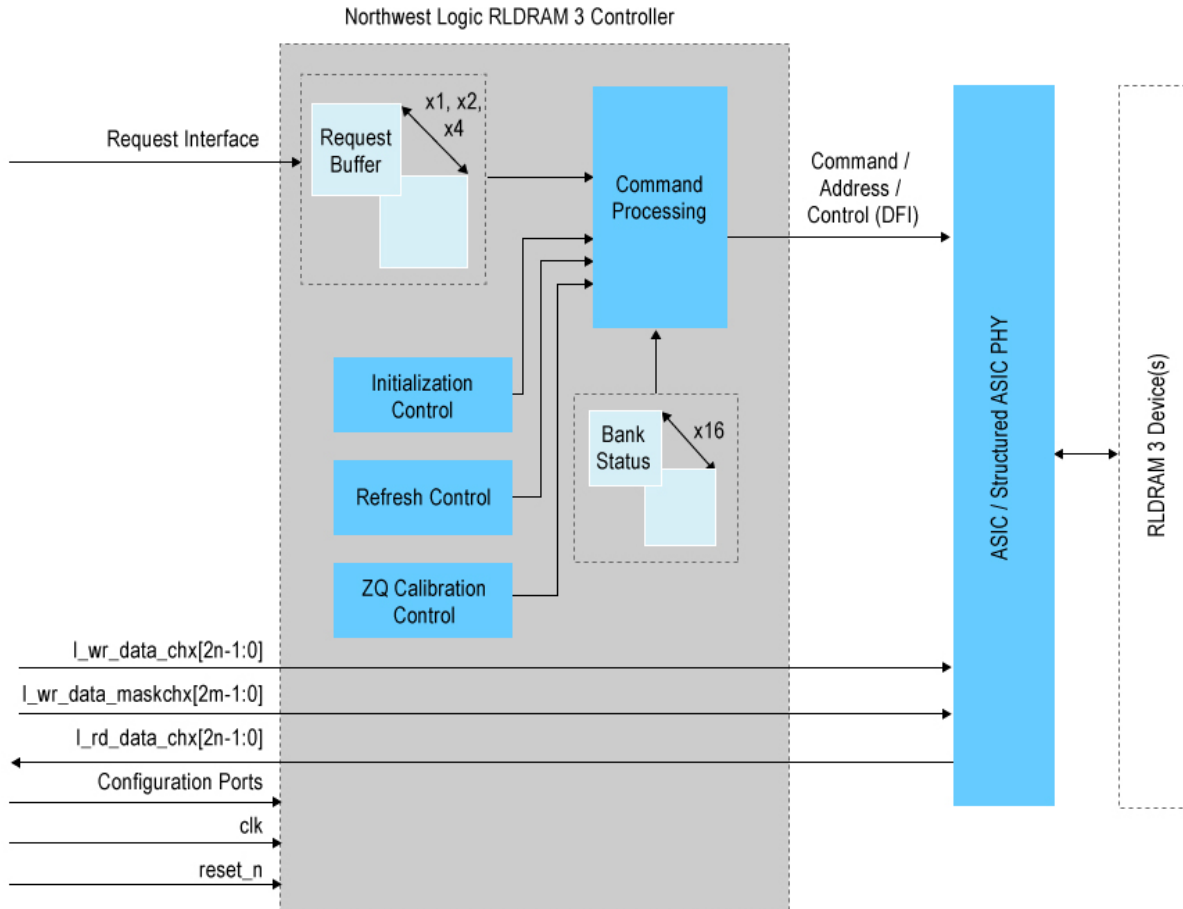 Northwest Logic RLDRAM 3 Controller
Request Interface
Request
Buffer
x1, x2,
x4
Command
Processing
Command /
Address /
Control (DFI)
Initialization
Control
Refresh Control
ZQ Calibration
Control
Bank
Status
x16
ASIC / Structured ASIC PHY
RLDRAM 3 Device(s)
l_wr_data_chx[2n-1:0]
l_wr_data_maskchx[2m-1:0]
l_rd_data_chx[2n-1:0]
Configuration Ports
clk
reset_n